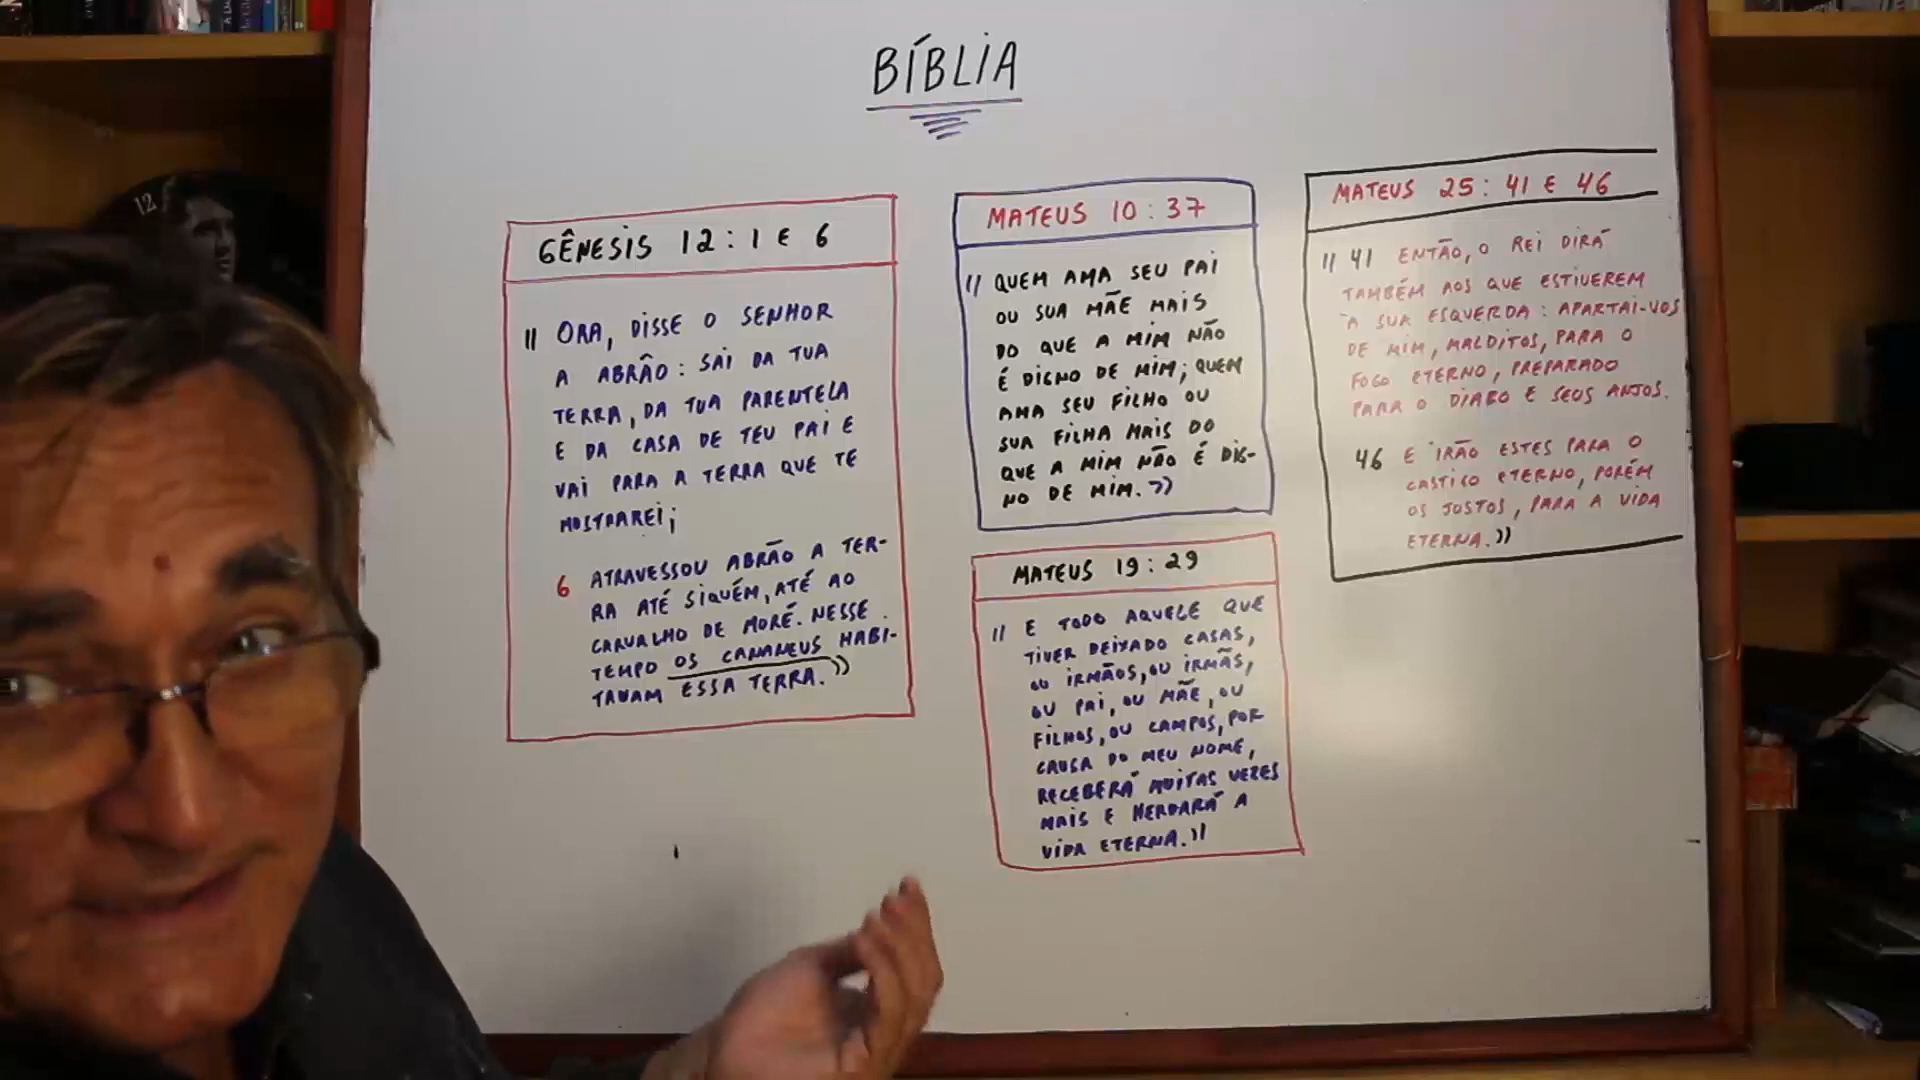 BÍBLIA
GÊNESIS 12:1 E 6
" ORA, DISSE O SENHOR
A ABRÃO: SAI DA TUA
TERRA, DA TUA PARENTELA
E DA CASA DE TEU PAI E
VAI PARA A TERRA QUE TE
MOSTRAREI;
6 ATRAVESSOU ABRÃO A TER-
RA ATÉ SIQUÉM, ATÉ AO
CARVALHO DE MORÉ. NESSE
TEMPO OS CANANEUS HABI-
TAVAM ESSA TERRA."
MATEUS 10:37
" QUEM AMA SEU PAI
OU SUA MÃE MAIS
DO QUE A MIM NÃO
É DIGNO DE MIM; QUEM
AMA SEU FILHO OU
SUA FILHA MAIS DO
QUE A MIM NÃO É DIG-
NO DE MIM."
MATEUS 19:29
" E TODO AQUELE QUE
TIVER DEIXADO CASAS,
OU IRMÃOS, OU IRMÃS,
OU PAI, OU MÃE, OU
FILHOS, OU CAMPOS, POR
CAUSA DO MEU NOME,
RECEBERÁ MUITAS VEZES
MAIS E HERDARÁ A
VIDA ETERNA."
MATEUS 25:41 E 46
" 41 ENTÃO, O REI DIRÁ
TAMBÉM AOS QUE ESTIVEREM
À SUA ESQUERDA: APARTAI-VOS
DE MIM, MALDITOS, PARA O
FOGO ETERNO, PREPARADO
PARA O DIABO E SEUS ANJOS.
46 E IRÃO ESTES PARA O
CASTIGO ETERNO, PORÉM
OS JUSTOS, PARA A VIDA
ETERNA."
12